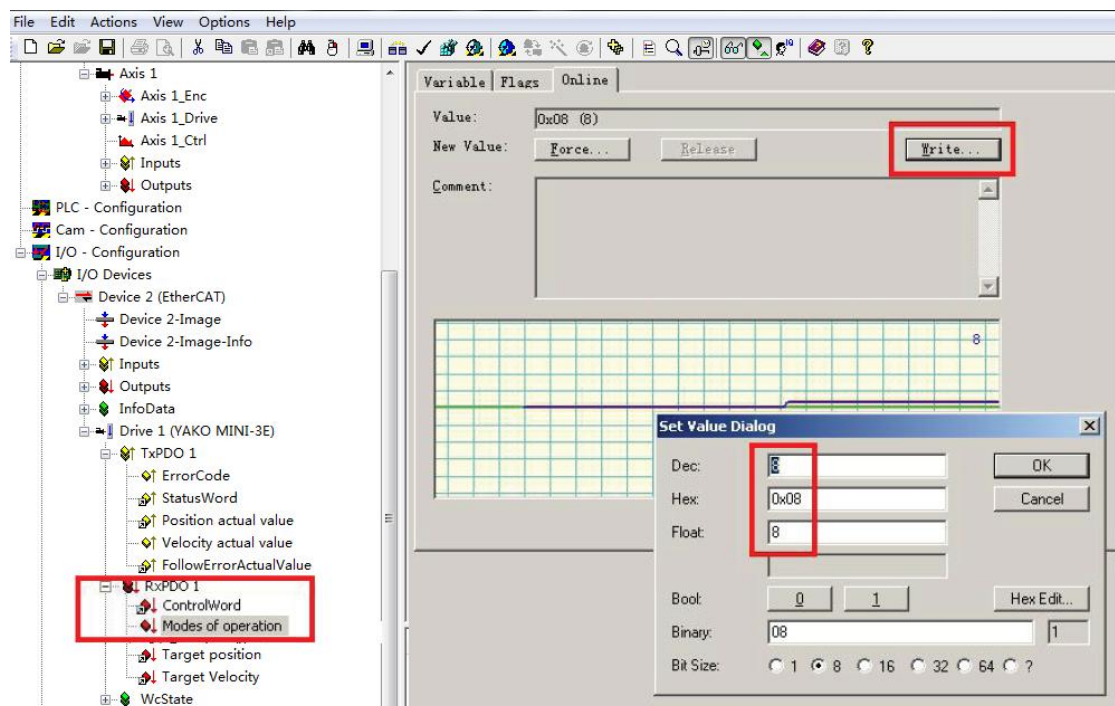 File Edit Actions View Options Help
Axis 1
Axis 1_Enc
Axis 1_Drive
Axis 1_Ctrl
Inputs
Outputs
PLC - Configuration
Cam - Configuration
I/O - Configuration
I/O Devices
Device 2 (EtherCAT)
Device 2-Image
Device 2-Image-Info
Inputs
Outputs
InfoData
Drive 1 (YAKO MINI-3E)
TxPDO 1
ErrorCode
StatusWord
Position actual value
Velocity actual value
FollowErrorActualValue
RxPDO 1
ControlWord
Modes of operation
Target position
Target Velocity
WcState
Variable Flags Online
Value: 0x08 (8)
New Value: Force... Release Write...
Comment:
8
Set Value Dialog
Dec: 8 OK
Hex: 0x08 Cancel
Float: 8
Bool: 0 1 Hex Edit...
Binary: 08 1
Bit Size: 1 8 16 32 64 ?